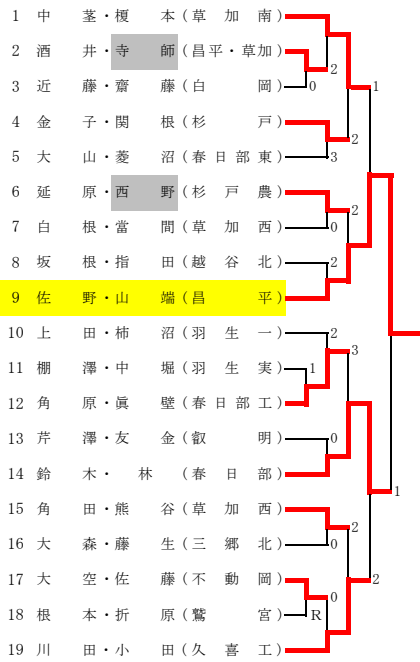 1 中 茎・榎 本 ( 草 加 南 )
2 酒 井・寺 師 ( 昌平・草加 )
2
3 近 藤・齋 藤 ( 白 岡 )
0
1
4 金 子・関 根 ( 杉 戸 )
2
5 大 山・菱 沼 ( 春 日 部 東 )
3
6 延 原・西 野 ( 杉 戸 農 )
2
7 白 根・當 間 ( 草 加 西 )
0
8 坂 根・指 田 ( 越 谷 北 )
2
9 佐 野・山 端 ( 昌 平 )
10 上 田・柿 沼 ( 羽 生 一 )
2
3
11 棚 澤・中 堀 ( 羽 生 実 )
1
12 角 原・眞 壁 ( 春 日 部 工 )
13 芹 澤・友 金 ( 叡 明 )
0
14 鈴 木・ 林 ( 春 日 部 )
1
15 角 田・熊 谷 ( 草 加 西 )
2
16 大 森・藤 生 ( 三 郷 北 )
0
17 大 空・佐 藤 ( 不 動 岡 )
2
0
18 根 本・折 原 ( 鷲 宮 )
R
19 川 田・小 田 ( 久 喜 工 )